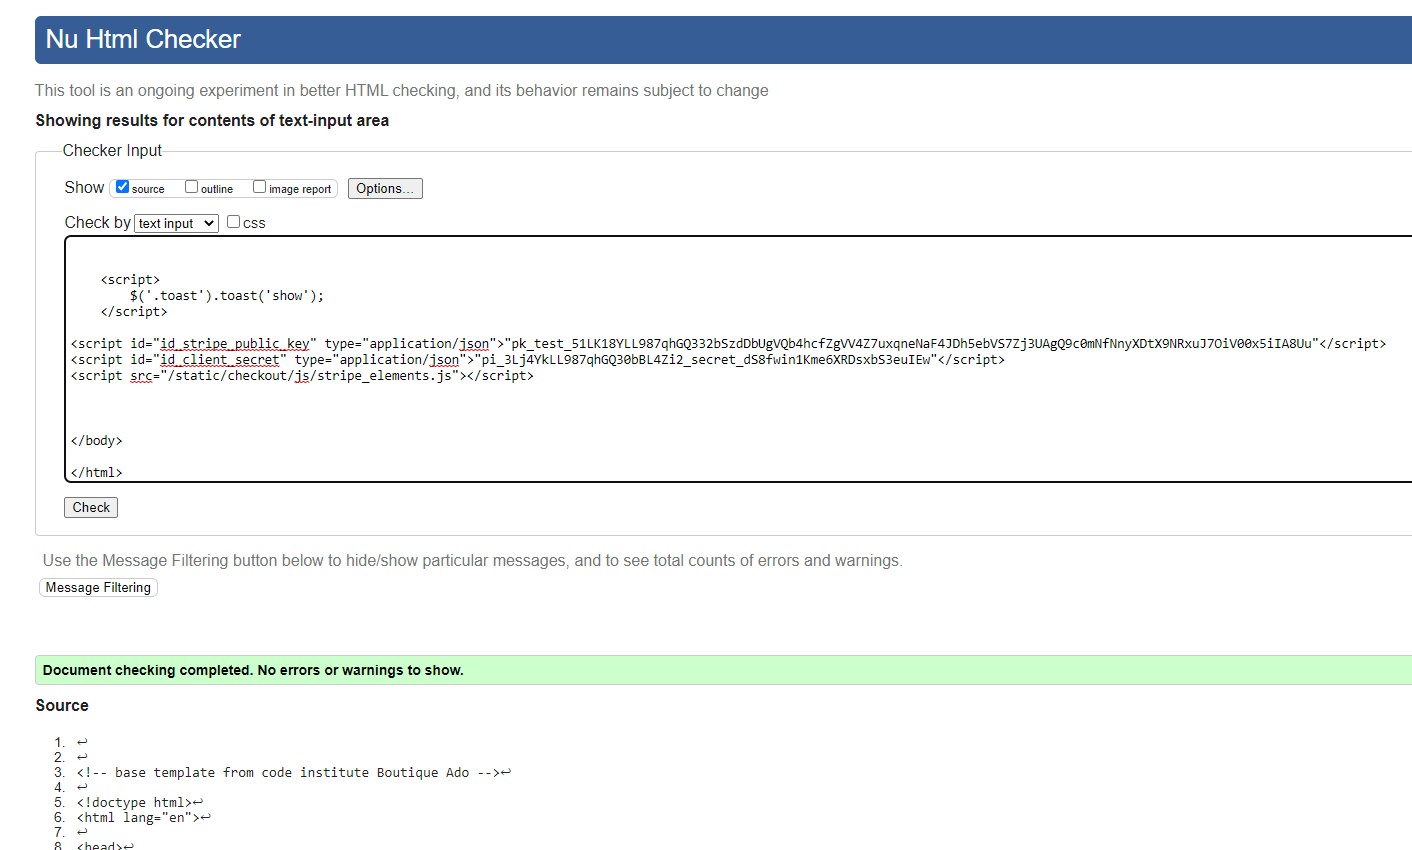 Nu Html Checker
This tool is an ongoing experiment in better HTML checking, and its behavior remains subject to change
Showing results for contents of text-input area
Checker Input
Show source outline image report Options...
Check by text input css
<script>
$('.toast').toast('show');
</script>
<script id="id_stripe_public_key" type="application/json">"pk_test_51LK18YLL987qhGQ332bSzdDbUgVQb4hcfZgVV4Z7uxqneNaF4JDh5ebVS7Zj3UAgQ9c0mNfNnyXDtX9NRxuJ7OiV00x5iIA8Uu"</script>
<script id="id_client_secret" type="application/json">"pi_3Lj4YkLL987qhGQ30bBL4Zi2_secret_dS8fwin1Kme6XRDsxbS3euIEw"</script>
<script src="/static/checkout/js/stripe_elements.js"></script>
</body>
</html>
Check
Use the Message Filtering button below to hide/show particular messages, and to see total counts of errors and warnings.
Message Filtering
Document checking completed. No errors or warnings to show.
Source
1. ↩
2. ↩
3. <!-- base template from code institute Boutique Ado -->↩
4. ↩
5. <!doctype html>↩
6. <html lang="en">↩
7. ↩
8. <head>↩